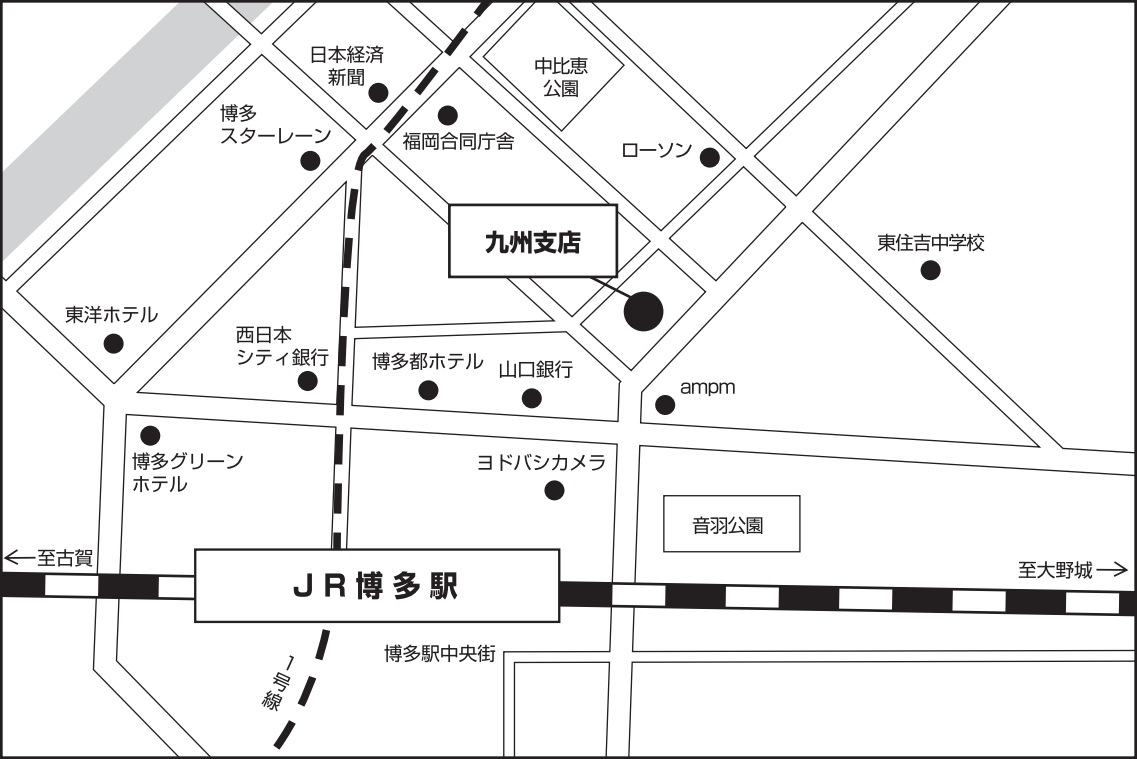 日本経済
新聞
中比恵
公園
博多
スターレーン
福岡合同庁舎
ローソン
九州支店
東住吉中学校
東洋ホテル
西日本
シティ銀行
博多都ホテル
山口銀行
ampm
博多グリーン
ホテル
ヨドバシカメラ
音羽公園
←至古賀
至大野城→
JR博多駅
博多駅中央街
1号線